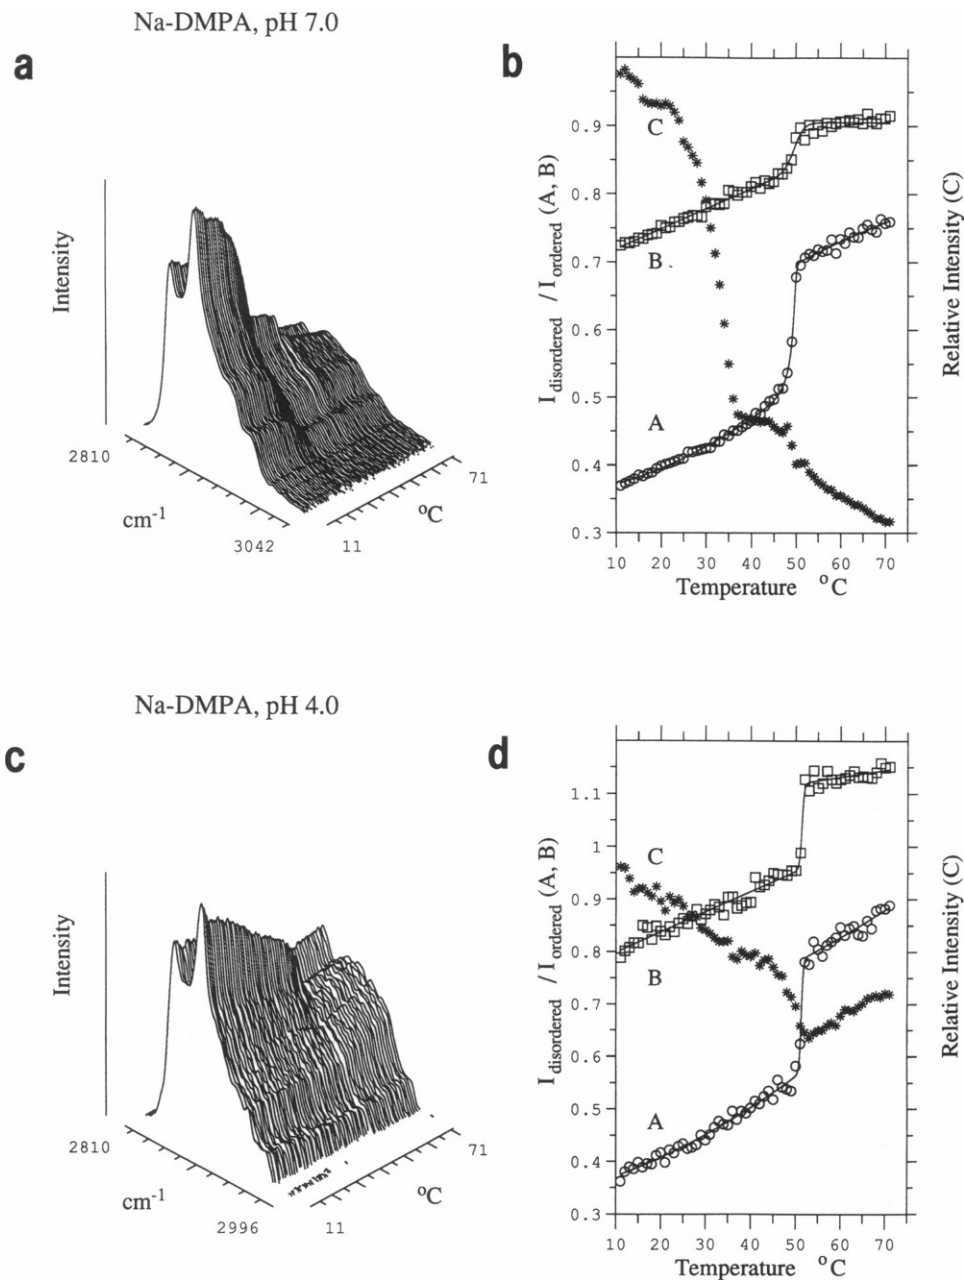 Na-DMPA, pH 7.0
a
Intensity
2810
cm-1
3042
11
oC
71
b
I disordered / I ordered (A, B)
0.9
0.8
0.7
0.6
0.5
0.4
0.3
C
B
A
10 20 30 40 50 60 70
Temperature oC
Relative Intensity (C)
Na-DMPA, pH 4.0
c
Intensity
2810
cm-1
2996
11
oC
71
d
I disordered / I ordered (A, B)
1.1
1
0.9
0.8
0.7
0.6
0.5
0.4
0.3
C
B
A
10 20 30 40 50 60 70
Temperature oC
Relative Intensity (C)